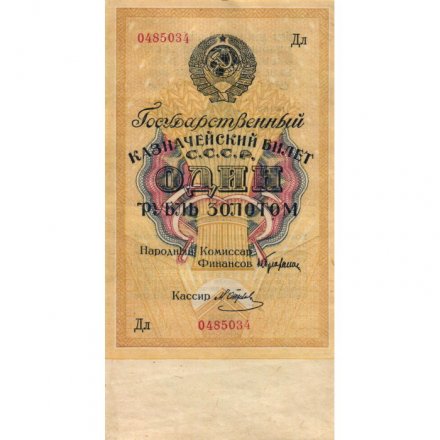 0485034 Дл
Государственный
КАЗНАЧЕЙСКИЙ БИЛЕТ
С.С.С.Р.
ОДИН
РУБЛЬ ЗОЛОТОМ
Народный Комиссар
Финансов
Кассир
Дл 0485034